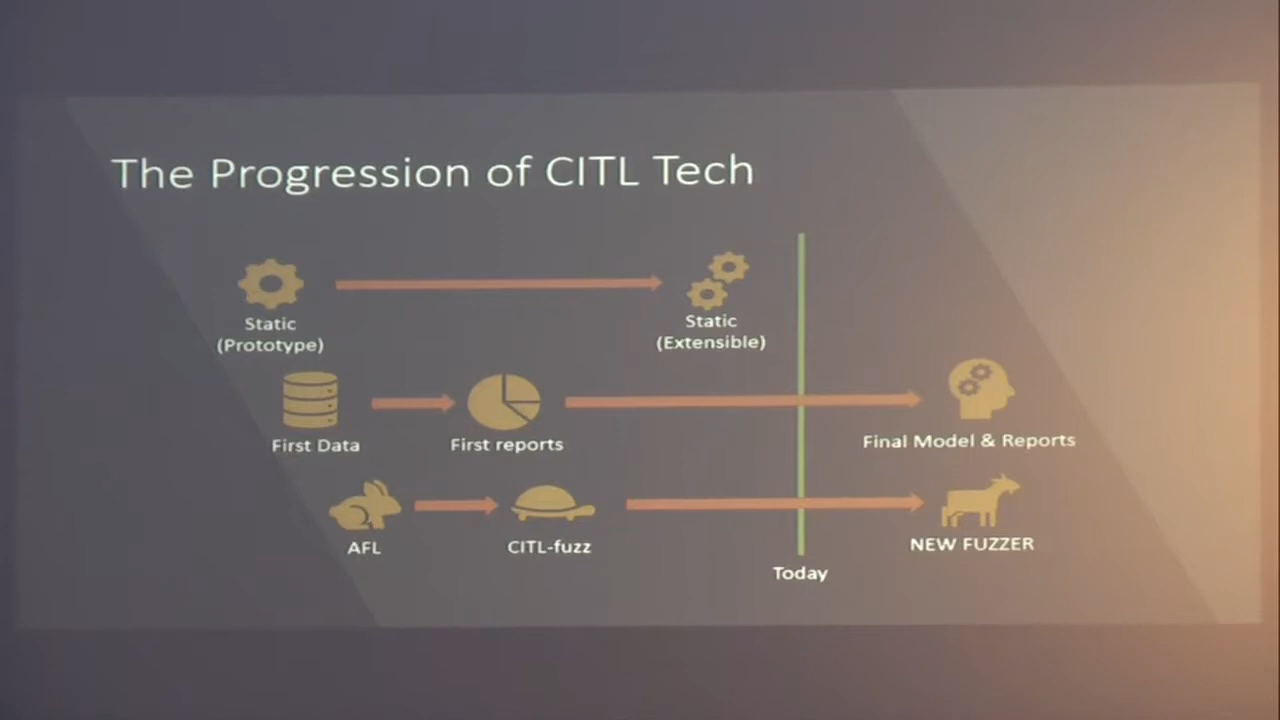 The Progression of CITL Tech
Static
(Prototype)
Static
(Extensible)
First Data
First reports
Final Model & Reports
AFL
CITL-fuzz
NEW FUZZER
Today